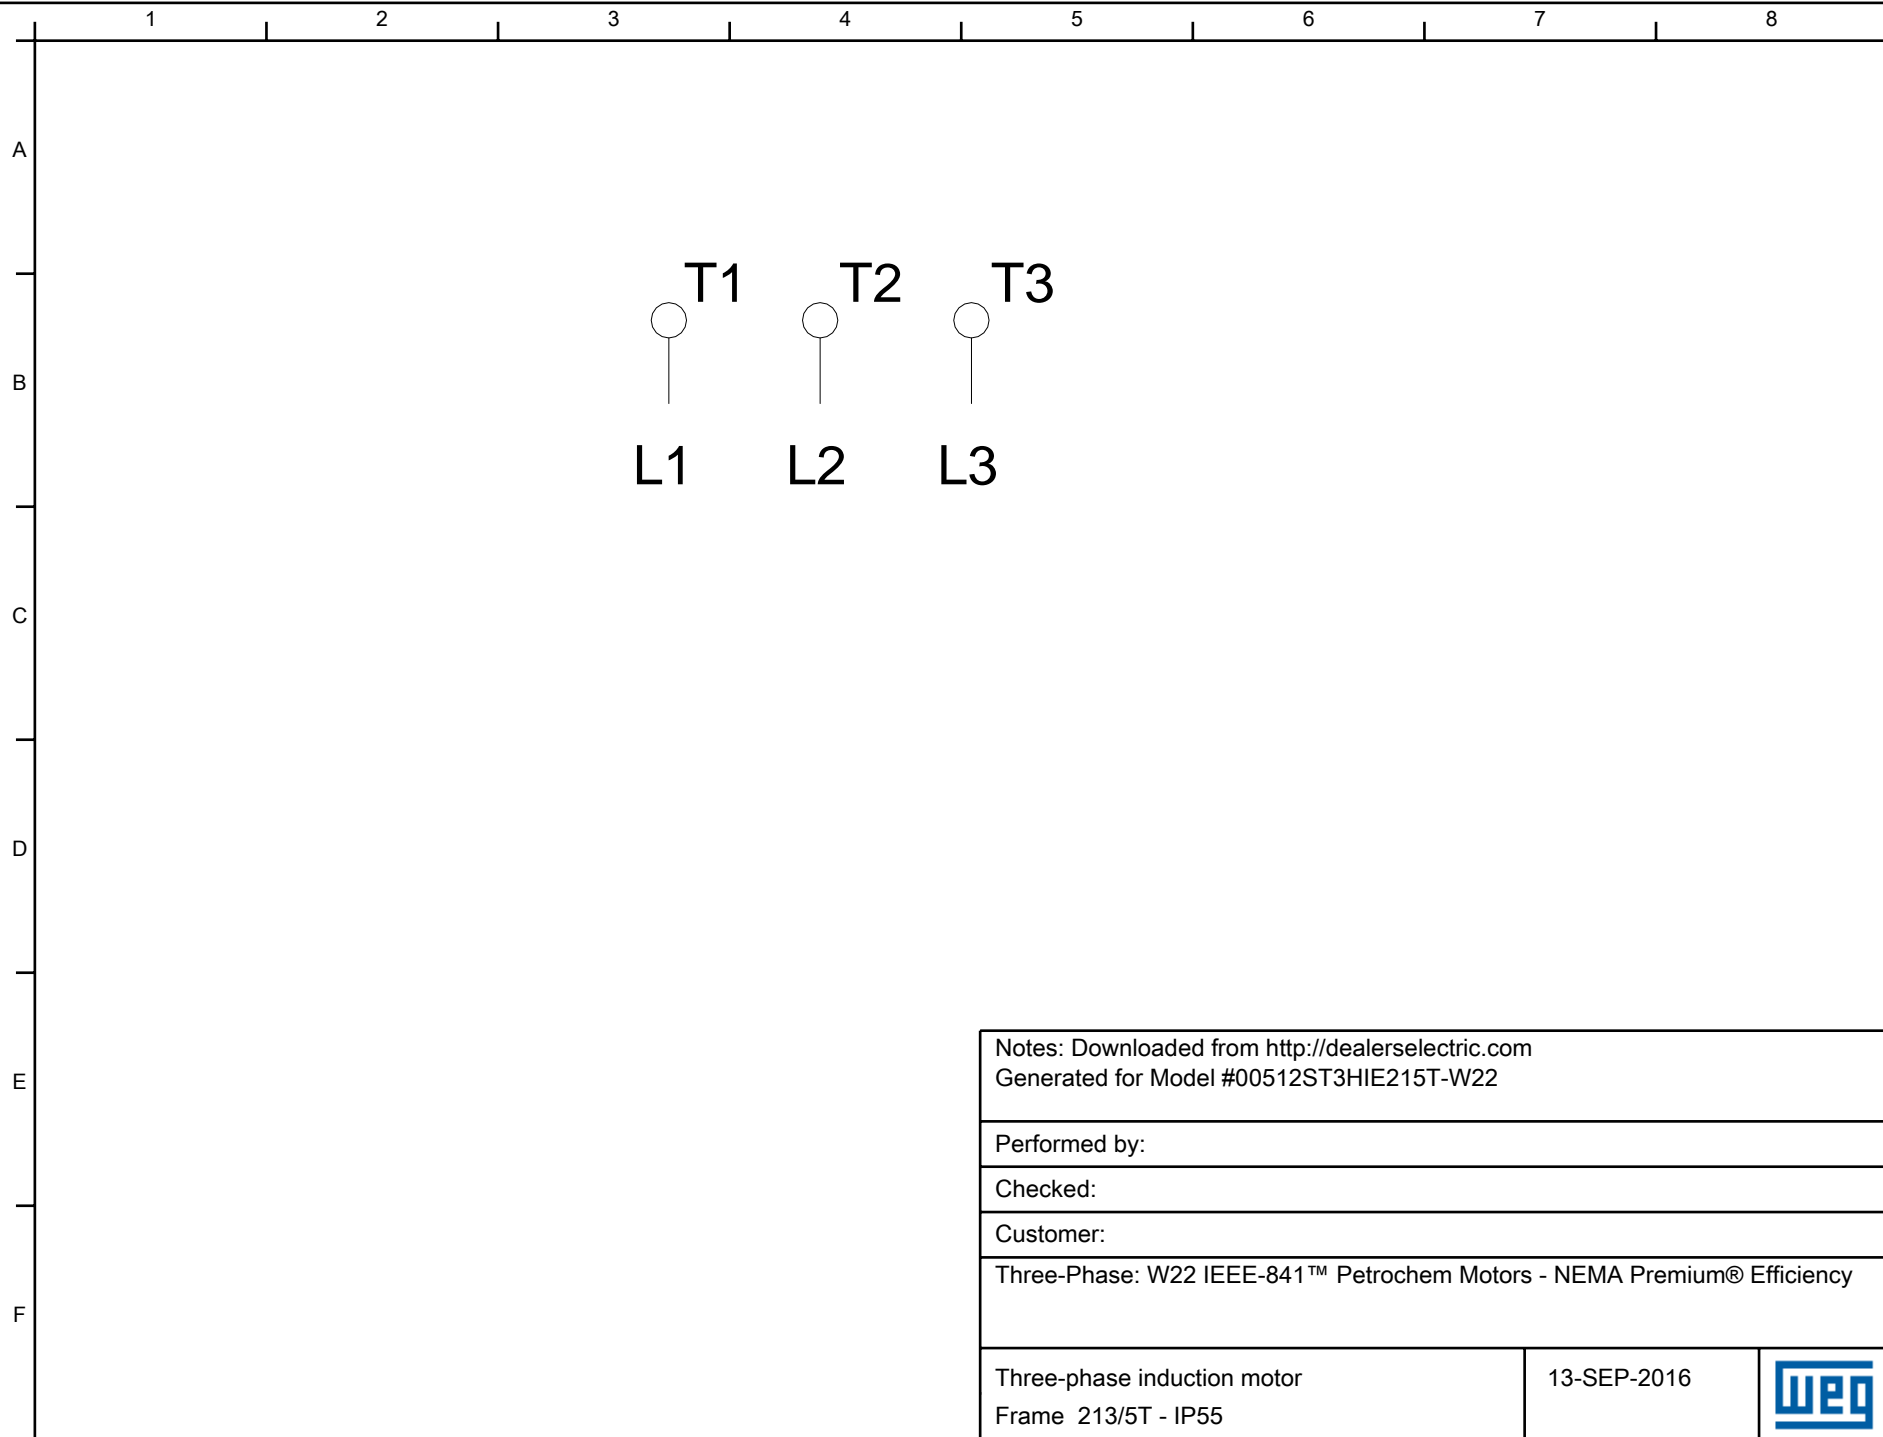 1 2 3 4 5 6 7 8
A
T1 T2 T3
B
L1 L2 L3
C
D
E
Notes: Downloaded from http://dealerselectric.com
Generated for Model #00512ST3HIE215T-W22
Performed by:
Checked:
Customer:
Three-Phase: W22 IEEE-841™ Petrochem Motors - NEMA Premium® Efficiency
F
Three-phase induction motor
Frame 213/5T - IP55
13-SEP-2016
weg